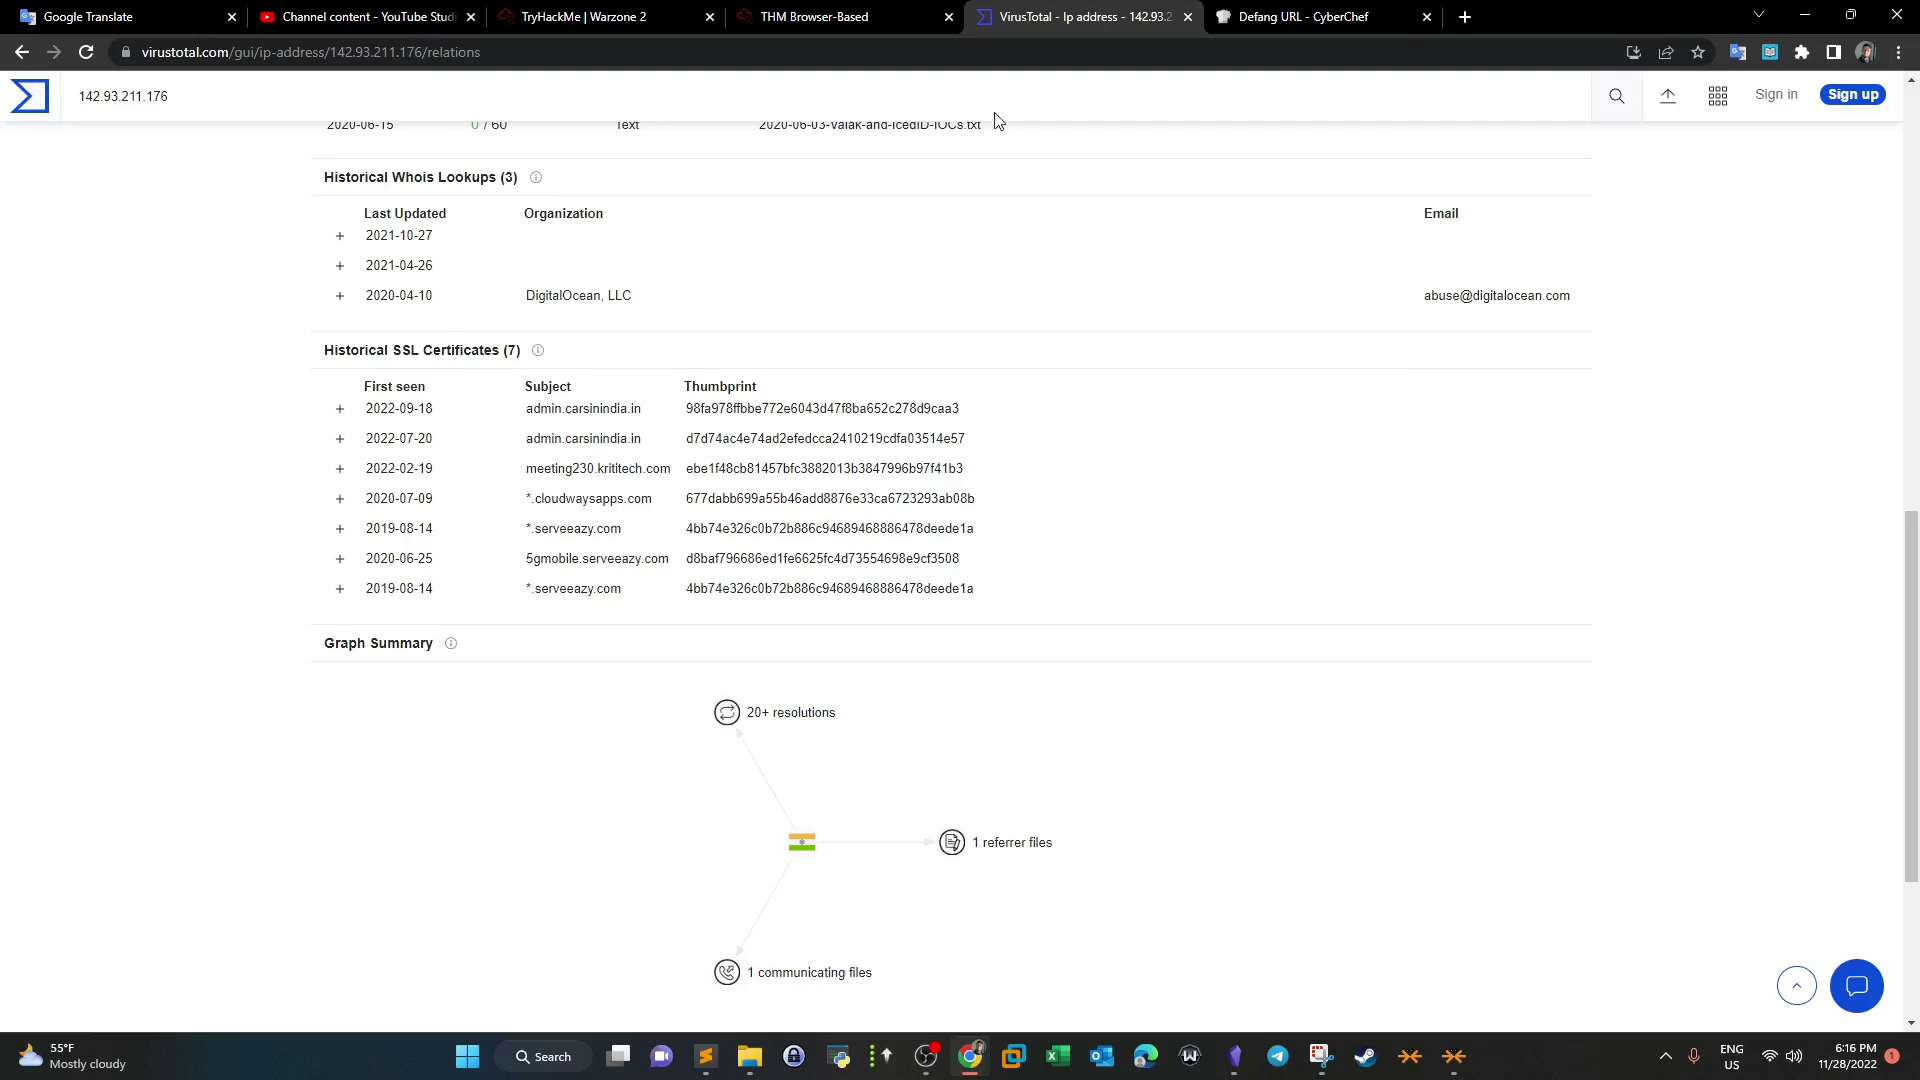 Google Translate
Channel content - YouTube Studi
TryHackMe | Warzone 2
THM Browser-Based
VirusTotal - Ip address - 142.93.2
Defang URL - CyberChef
virustotal.com/gui/ip-address/142.93.211.176/relations
142.93.211.176
Sign in
Sign up
2020-06-15 0 / 60 Text 2020-06-03-Valak-and-IcedID-IOCs.txt
Historical Whois Lookups (3)
Last Updated Organization Email
+ 2021-10-27
+ 2021-04-26
+ 2020-04-10 DigitalOcean, LLC abuse@digitalocean.com
Historical SSL Certificates (7)
First seen Subject Thumbprint
+ 2022-09-18 admin.carsinindia.in 98fa978ffbbe772e6043d47f8ba652c278d9caa3
+ 2022-07-20 admin.carsinindia.in d7d74ac4e74ad2efedcca2410219cdfa03514e57
+ 2022-02-19 meeting230.krititech.com ebe1f48cb81457bfc3882013b3847996b97f41b3
+ 2020-07-09 *.cloudwaysapps.com 677dabb699a55b46add8876e33ca6723293ab08b
+ 2019-08-14 *.serveeazy.com 4bb74e326c0b72b886c94689468886478deede1a
+ 2020-06-25 5gmobile.serveeazy.com d8baf796686ed1fe6625fc4d73554698e9cf3508
+ 2019-08-14 *.serveeazy.com 4bb74e326c0b72b886c94689468886478deede1a
Graph Summary
20+ resolutions
1 referrer files
1 communicating files
55°F
Mostly cloudy
Search
ENG
US
6:16 PM
11/28/2022
1